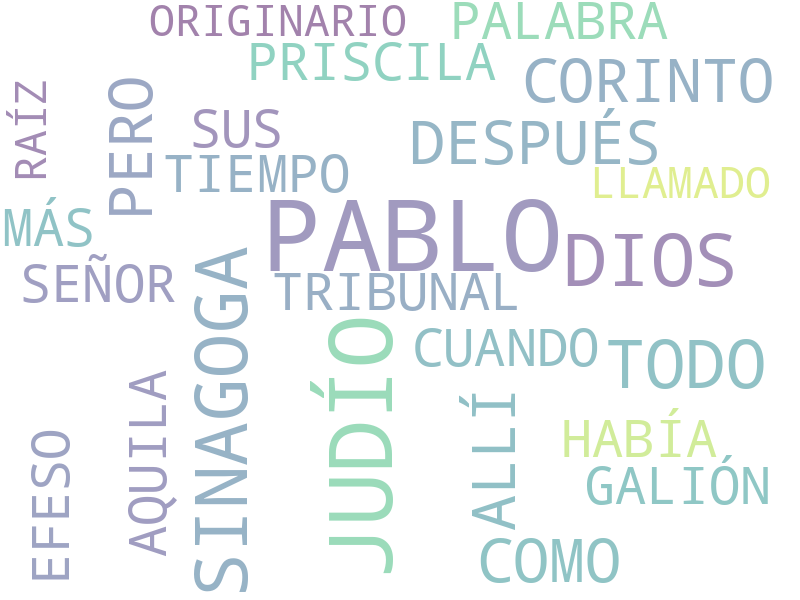 ORIGINARIO
PALABRA
PRISCILA
CORINTO
RAÍZ
PERO
SUS
DESPUÉS
TIEMPO
LLAMADO
MÁS
PABLO
DIOS
SEÑOR
TRIBUNAL
SINAGOGA
JUDÍO
CUANDO
TODO
AQUILA
ALLÍ
HABÍA
EFESO
GALIÓN
COMO